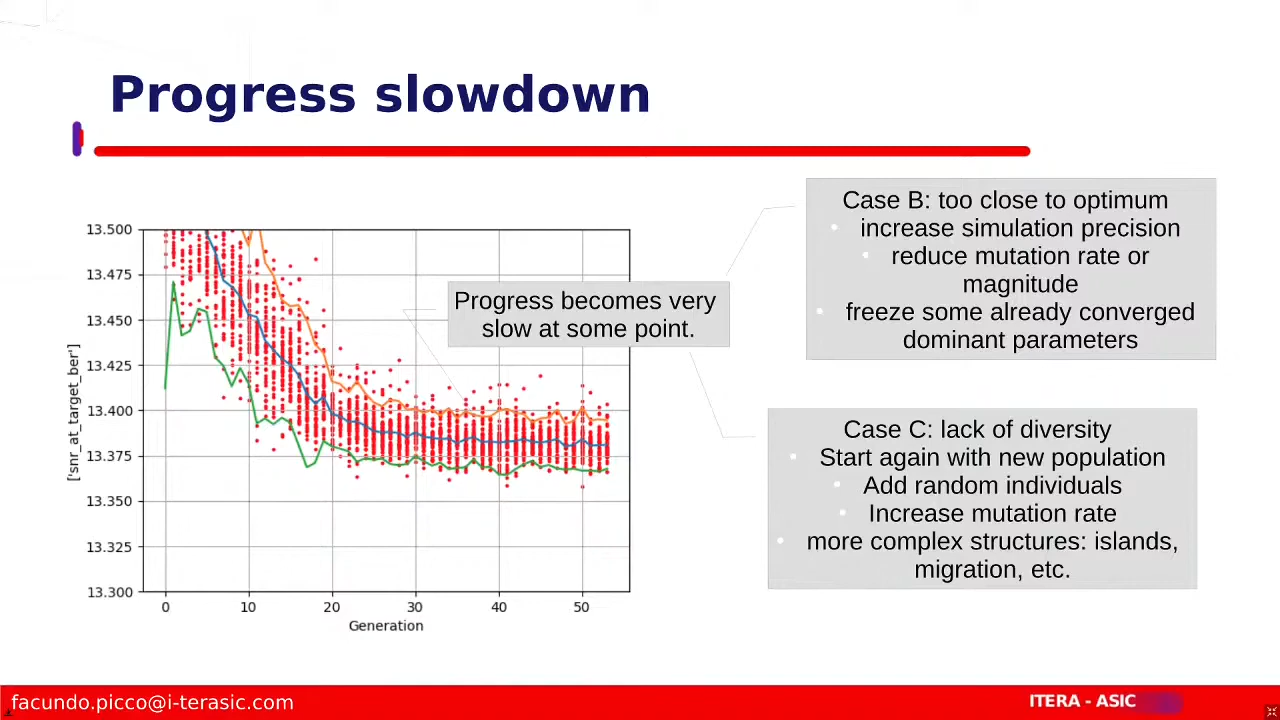 Progress slowdown
13.500
13.475
13.450
13.425
13.400
13.375
13.350
13.325
13.300
['snr_at_target_ber']
0 10 20 30 40 50
Generation
Progress becomes very
slow at some point.
Case B: too close to optimum
increase simulation precision
reduce mutation rate or
magnitude
freeze some already converged
dominant parameters
Case C: lack of diversity
Start again with new population
Add random individuals
Increase mutation rate
more complex structures: islands,
migration, etc.
facundo.picco@i-terasic.com
ITERA - ASIC